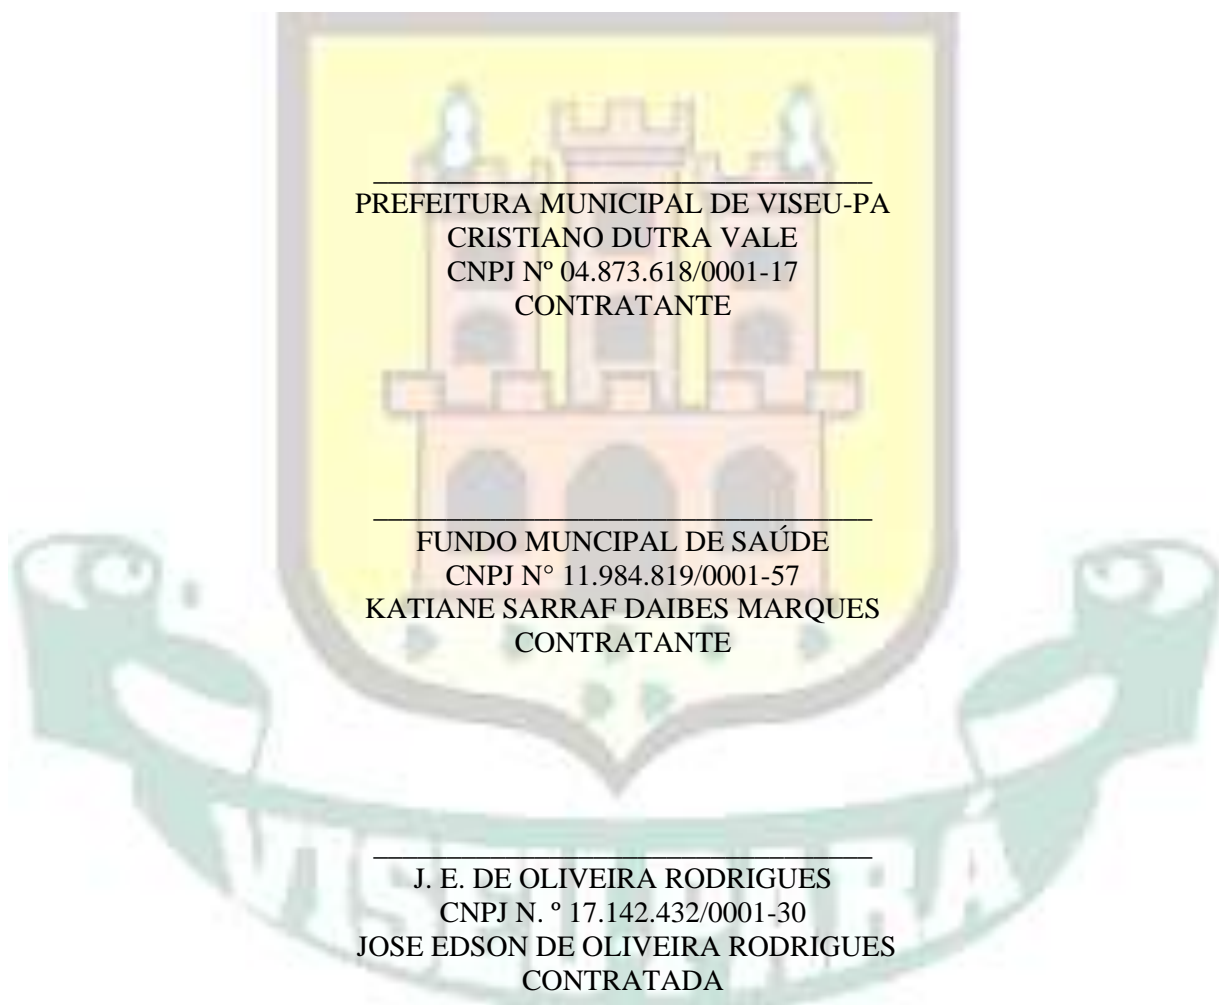 PREFEITURA MUNICIPAL DE VISEU-PA
CRISTIANO DUTRA VALE
CNPJ Nº 04.873.618/0001-17
CONTRATANTE
FUNDO MUNCIPAL DE SAÚDE
CNPJ N° 11.984.819/0001-57
KATIANE SARRAF DAIBES MARQUES
CONTRATANTE
J. E. DE OLIVEIRA RODRIGUES
CNPJ N. º 17.142.432/0001-30
JOSE EDSON DE OLIVEIRA RODRIGUES
CONTRATADA
VISEU-PARÁ